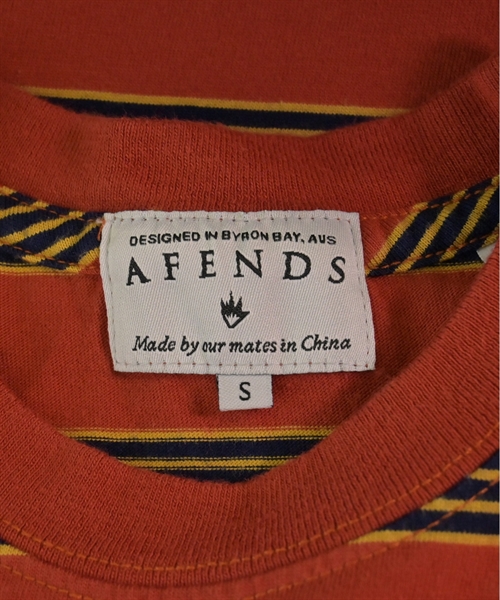 DESIGNED IN BYRON BAY, AUS
AFENDS
Made by our mates in China
S